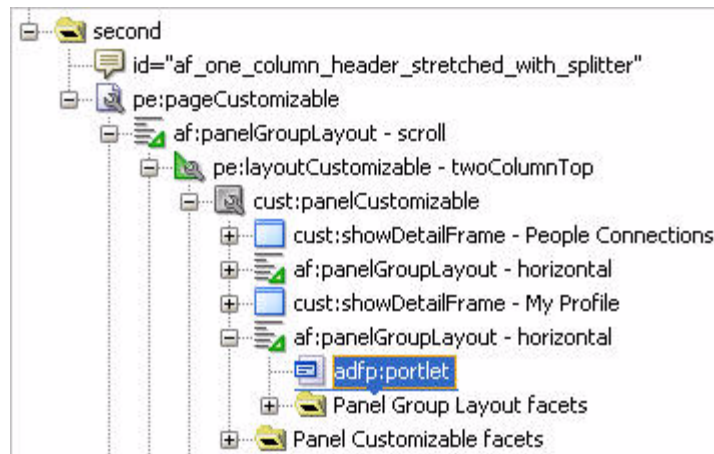 second
id="af_one_column_header_stretched_with_splitter"
pe:pageCustomizable
af:panelGroupLayout - scroll
pe:layoutCustomizable - twoColumnTop
cust:panelCustomizable
cust:showDetailFrame - People Connections
af:panelGroupLayout - horizontal
cust:showDetailFrame - My Profile
af:panelGroupLayout - horizontal
adfp:portlet
Panel Group Layout facets
Panel Customizable facets